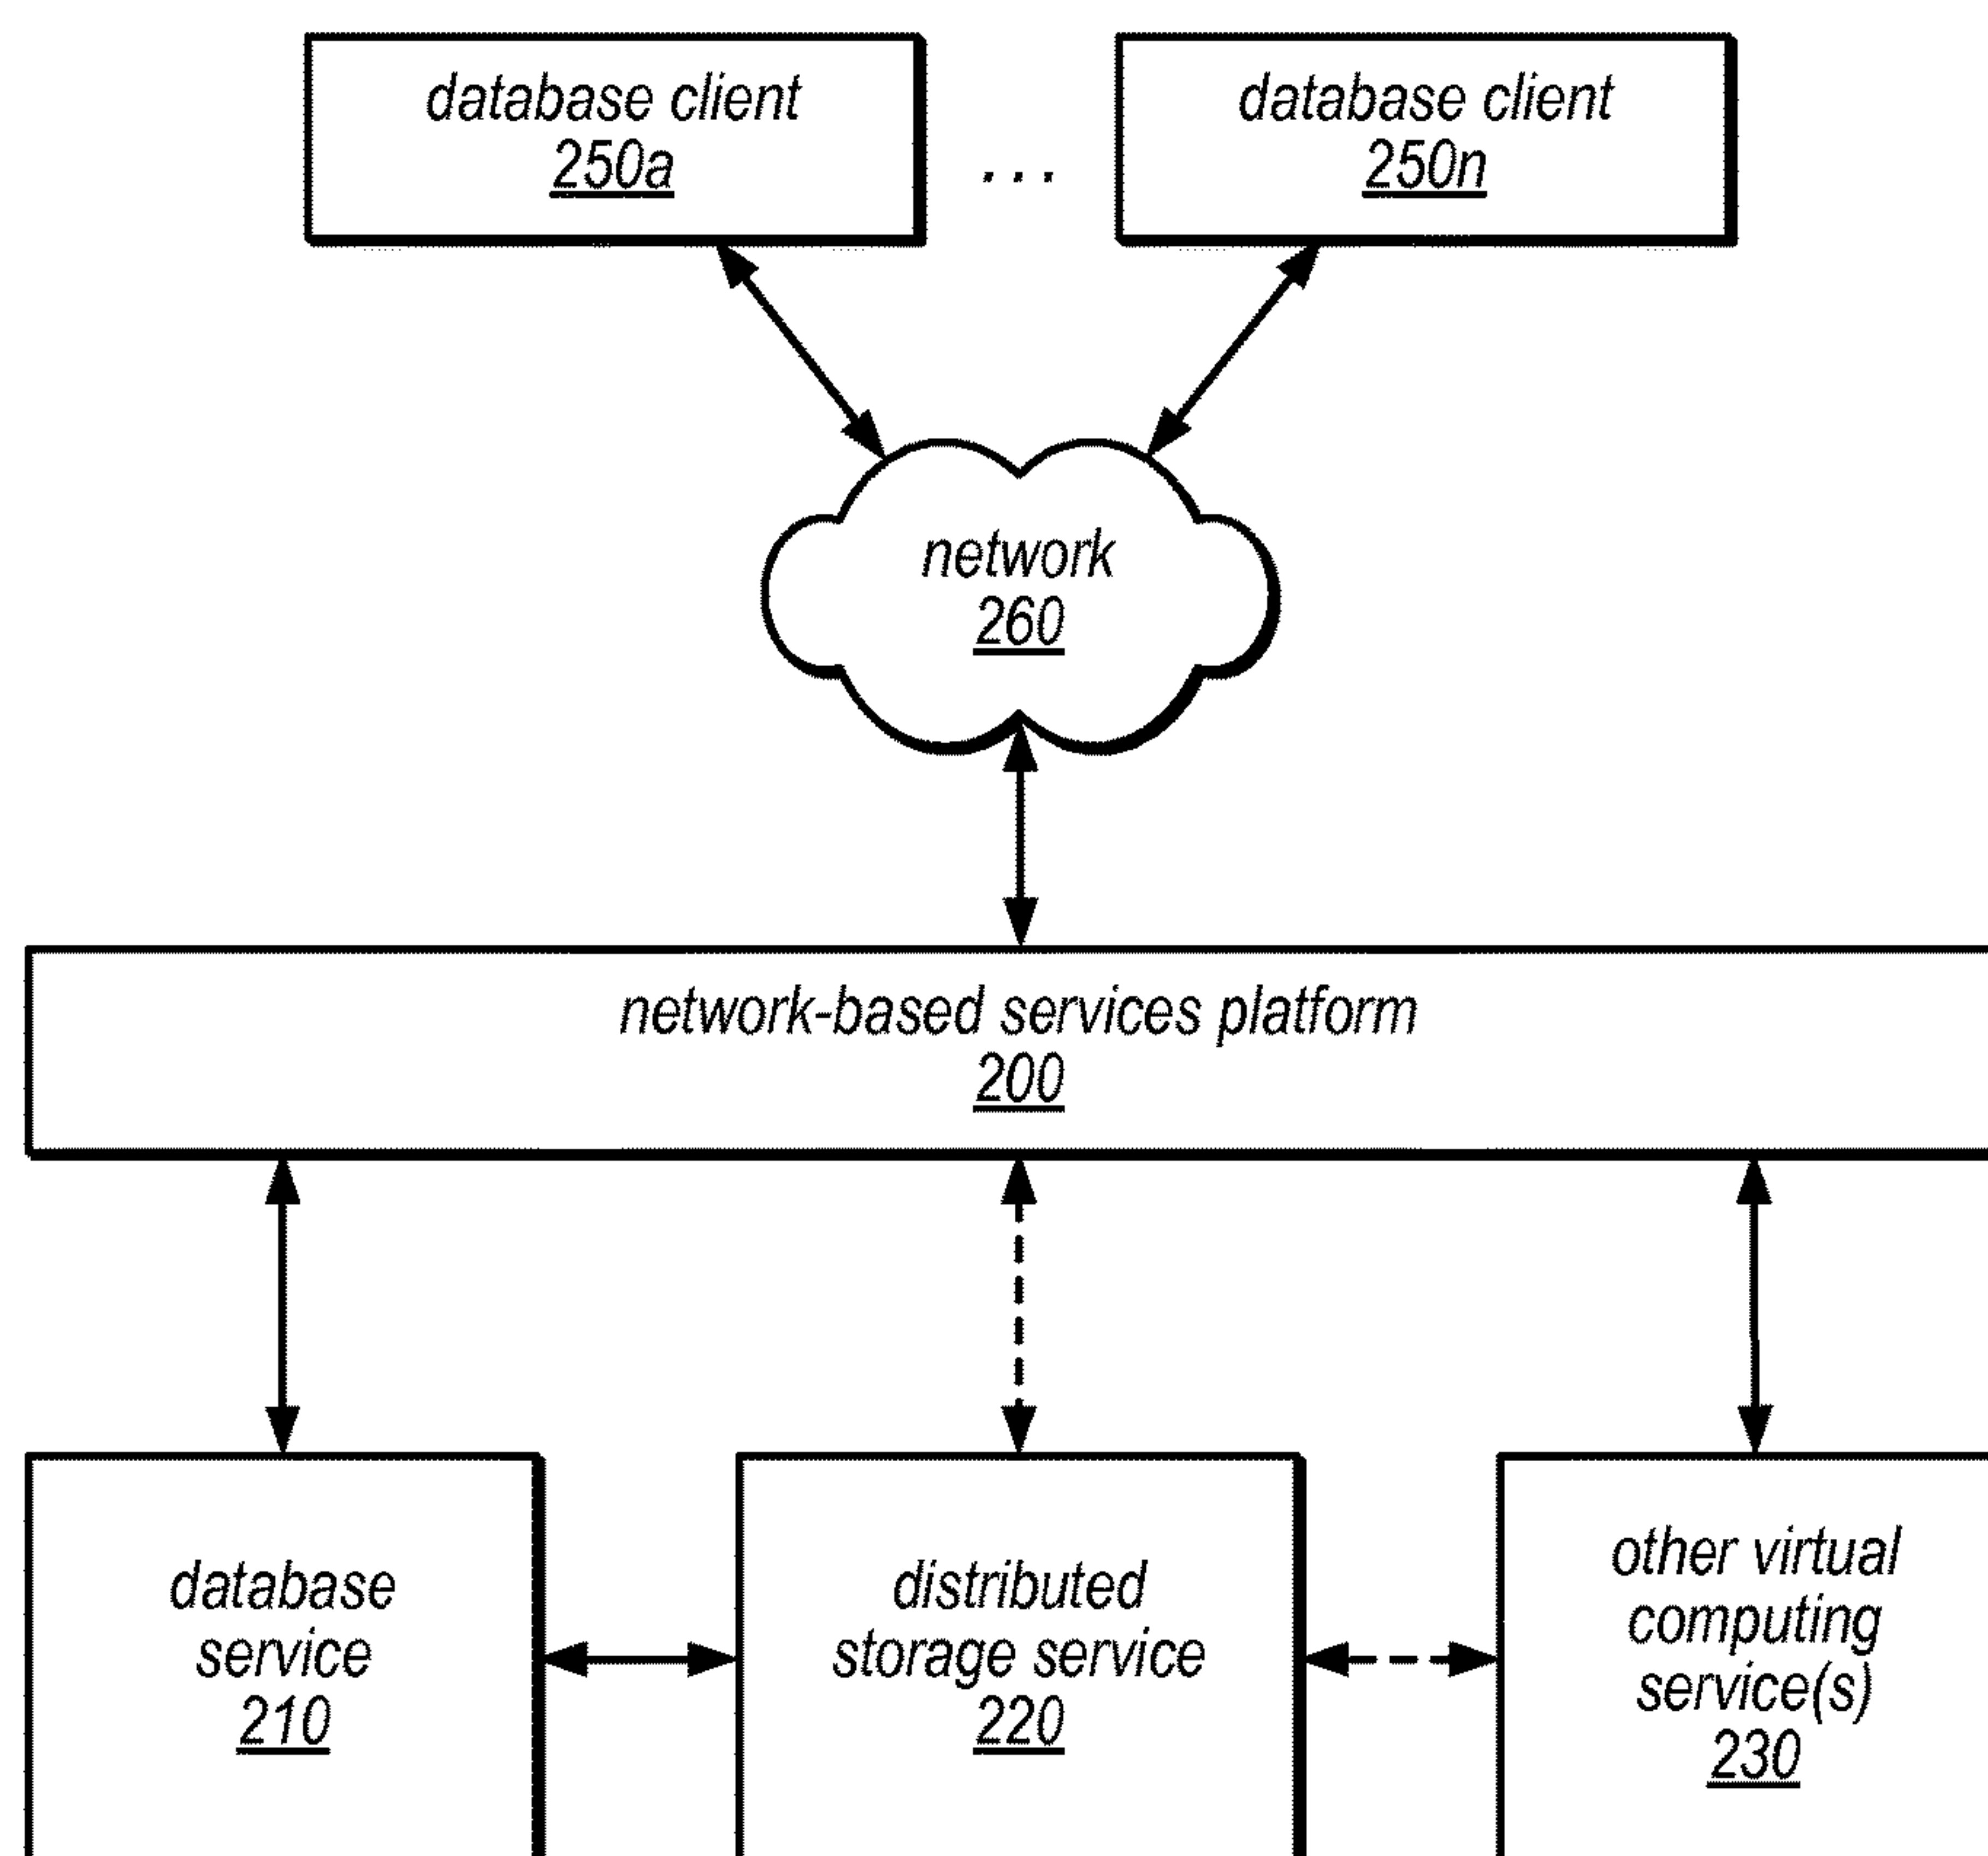 database client
250a
. . .
database client
250n
network
260
network-based services platform
200
database
service
210
distributed
storage service
220
other virtual
computing
service(s)
230